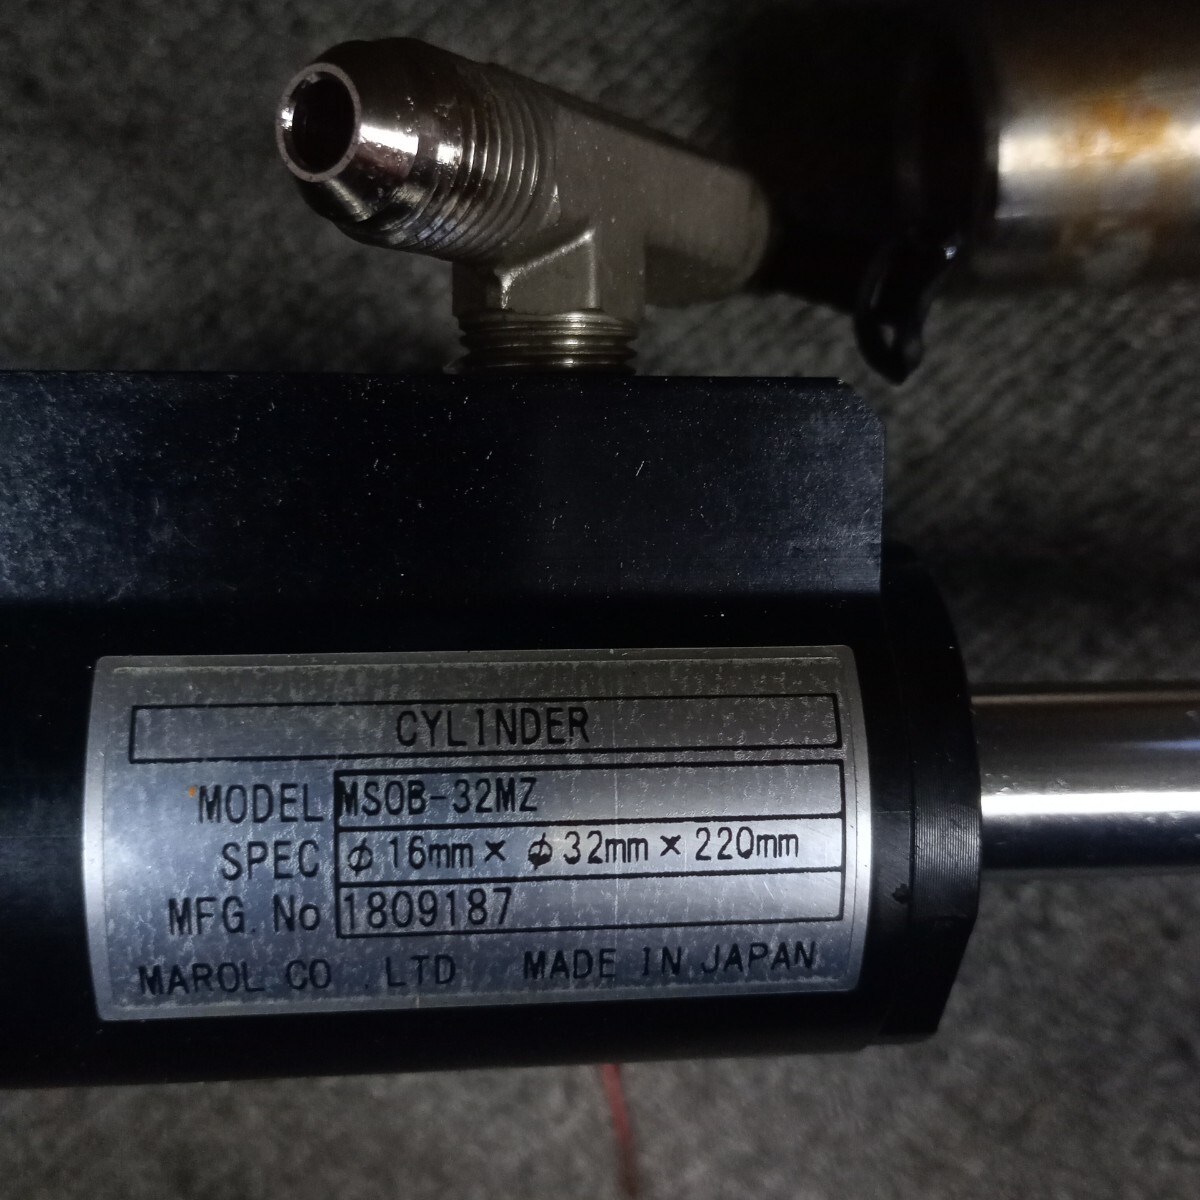 CYLINDER
MODEL MSOB-32MZ
SPEC φ16mm×φ32mm×220mm
MFG.No 1809187
MAROL CO.,LTD MADE IN JAPAN